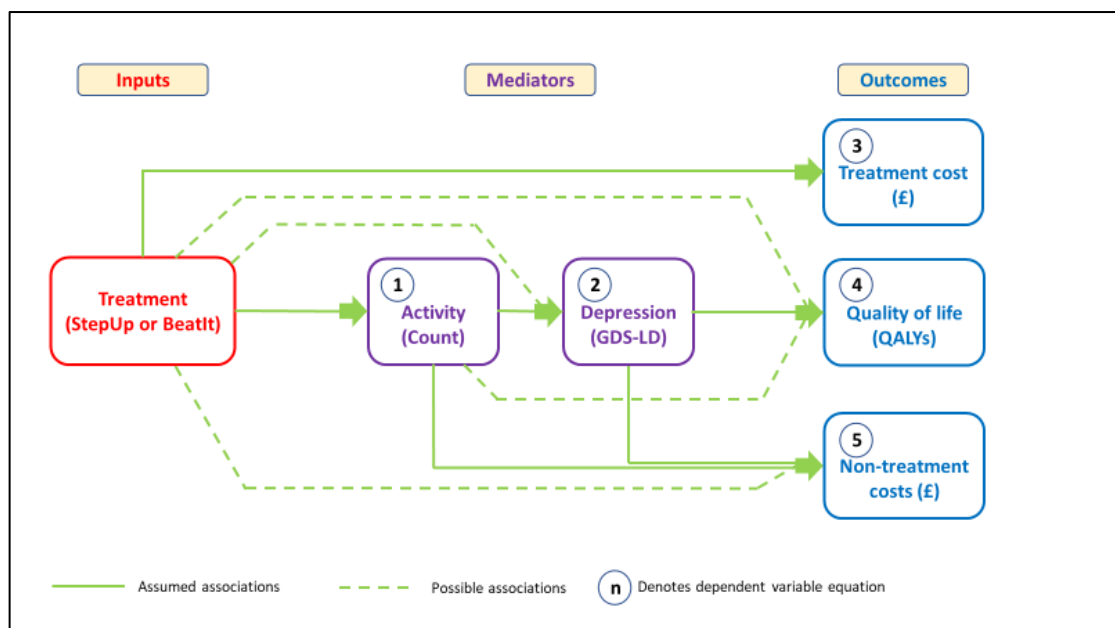 Inputs
Mediators
Outcomes
3
Treatment cost
(£)
Treatment
(StepUp or BeatIt)
1
Activity
(Count)
2
Depression
(GDS-LD)
4
Quality of life
(QALYs)
5
Non-treatment
costs (£)
Assumed associations
Possible associations
n
Denotes dependent variable equation